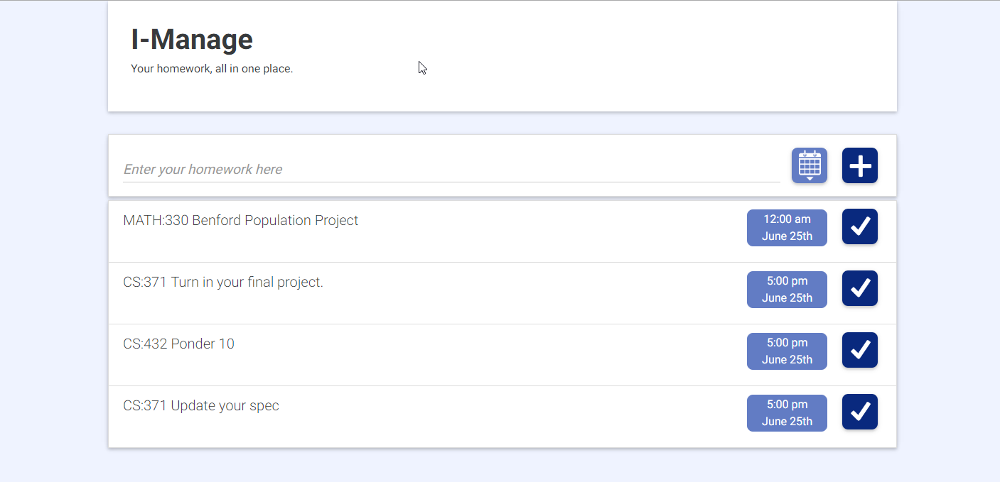 I-Manage
Your homework, all in one place.
Enter your homework here
MATH:330 Benford Population Project
12:00 am
June 25th
CS:371 Turn in your final project.
5:00 pm
June 25th
CS:432 Ponder 10
5:00 pm
June 25th
CS:371 Update your spec
5:00 pm
June 25th